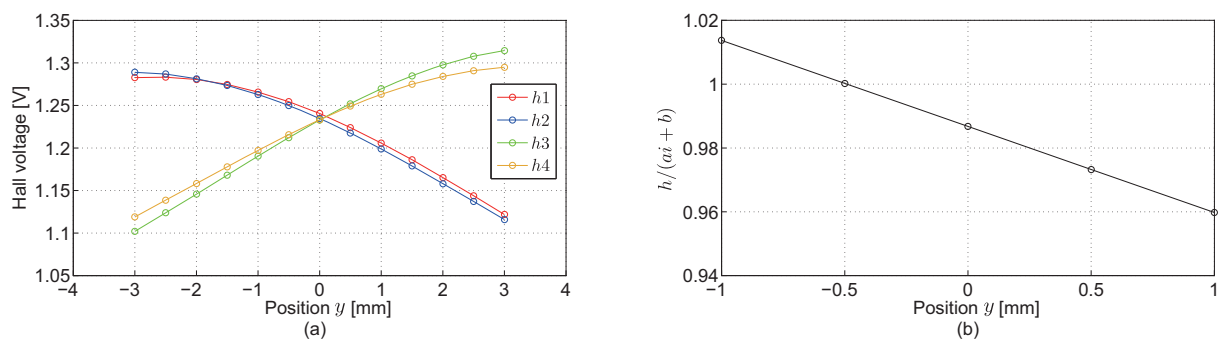 1.35
1.3
1.25
1.2
1.15
1.1
1.05
Hall voltage [V]
h1
h2
h3
h4
−4 −3 −2 −1 0 1 2 3 4
Position y [mm]
(a)
1.02
1
0.98
0.96
0.94
h/(ai + b)
−1 −0.5 0 0.5 1
Position y [mm]
(b)